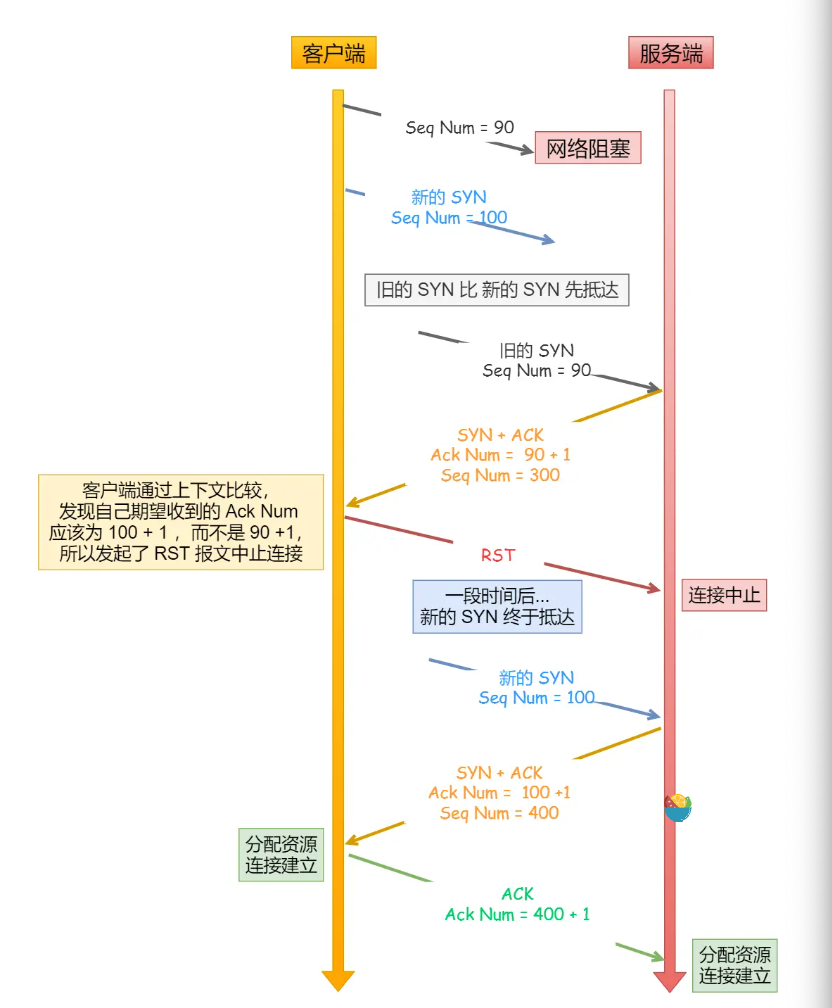 客户端
服务端
Seq Num = 90
网络阻塞
新的 SYN
Seq Num = 100
旧的 SYN 比 新的 SYN 先抵达
旧的 SYN
Seq Num = 90
SYN + ACK
Ack Num = 90 + 1
Seq Num = 300
客户端通过上下文比较，
发现自己期望收到的 Ack Num
应该为 100 + 1 ，而不是 90 +1，
所以发起了 RST 报文中止连接
RST
连接中止
一段时间后...
新的 SYN 终于抵达
新的 SYN
Seq Num = 100
SYN + ACK
Ack Num = 100 +1
Seq Num = 400
分配资源
连接建立
ACK
Ack Num = 400 + 1
分配资源
连接建立